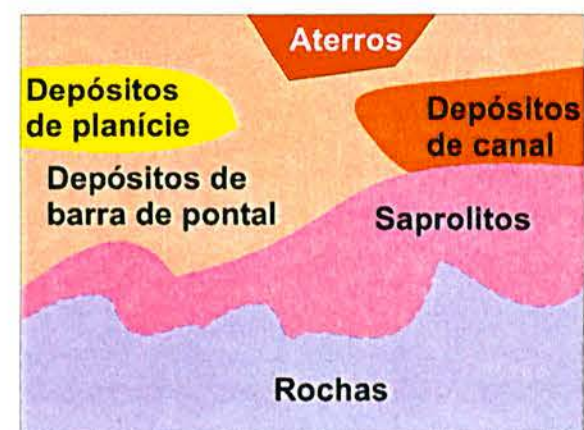 Aterros
Depósitos
de planície
Depósitos
de canal
Depósitos de
barra de pontal
Saprolitos
Rochas